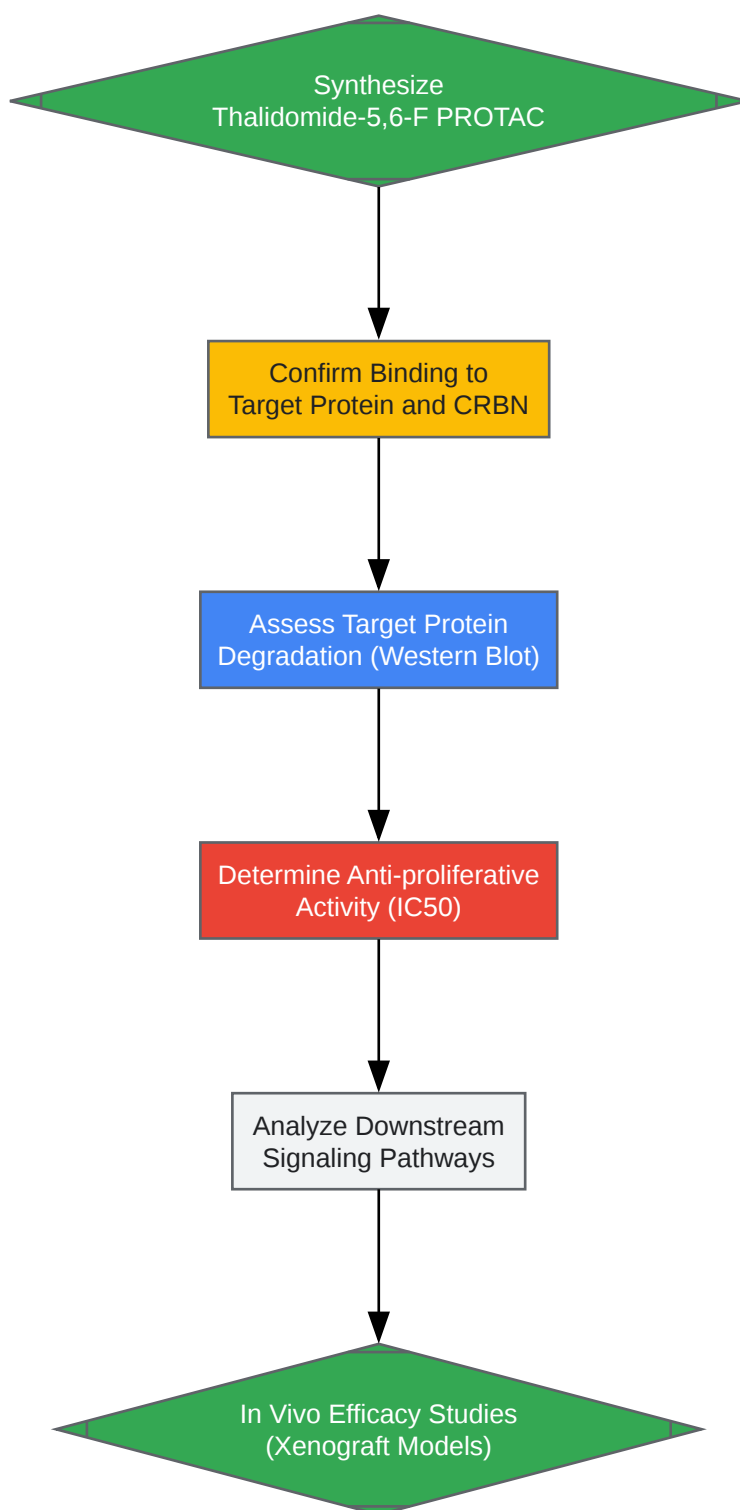 Synthesize
Thalidomide-5,6-F PROTAC
Confirm Binding to
Target Protein and CRBN
Assess Target Protein
Degradation (Western Blot)
Determine Anti-proliferative
Activity (IC50)
Analyze Downstream
Signaling Pathways
In Vivo Efficacy Studies
(Xenograft Models)